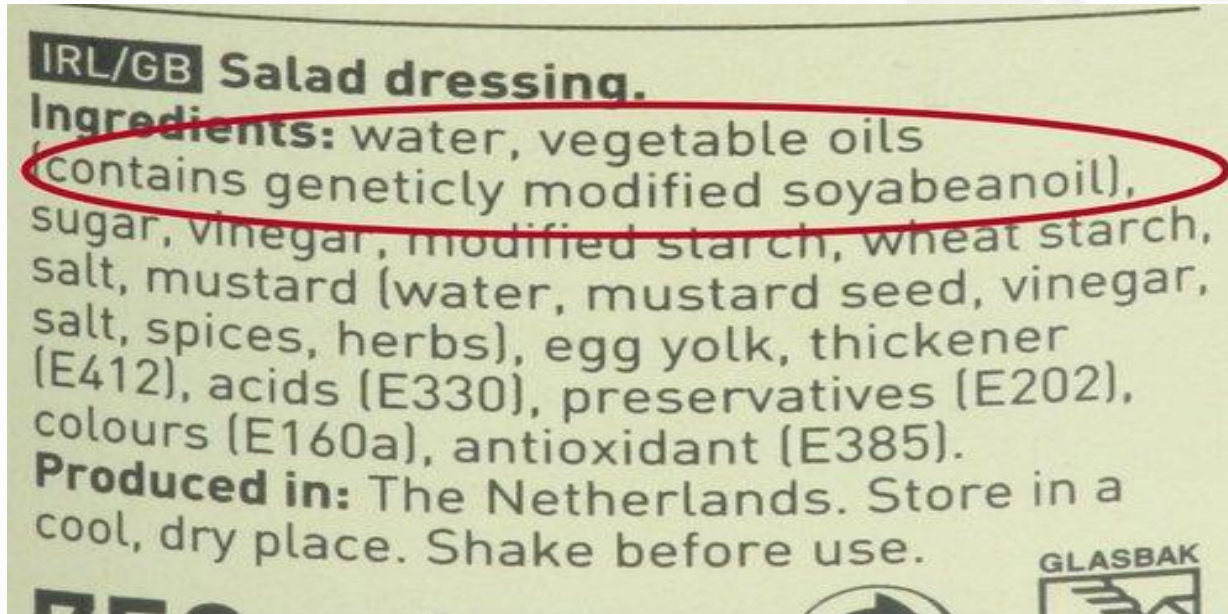 IRL/GB Salad dressing.
Ingredients: water, vegetable oils
(contains geneticly modified soyabeanoil),
sugar, vinegar, modified starch, wheat starch,
salt, mustard (water, mustard seed, vinegar,
salt, spices, herbs), egg yolk, thickener
(E412), acids (E330), preservatives (E202),
colours (E160a), antioxidant (E385).
Produced in: The Netherlands. Store in a
cool, dry place. Shake before use.
GLASBAK